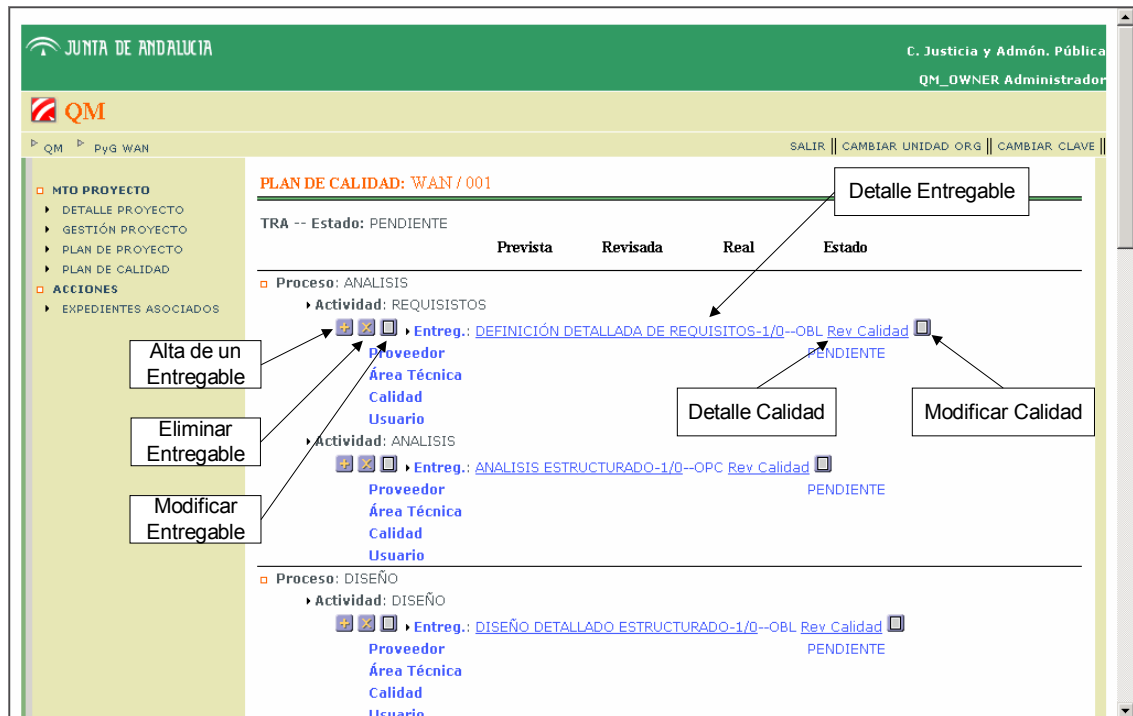 JUNTA DE ANDALUCIA
C. Justicia y Admón. Pública
QM_OWNER Administrador
QM
QM PyG WAN
SALIR || CAMBIAR UNIDAD ORG || CAMBIAR CLAVE ||
MTO PROYECTO
DETALLE PROYECTO
GESTIÓN PROYECTO
PLAN DE PROYECTO
PLAN DE CALIDAD
ACCIONES
EXPEDIENTES ASOCIADOS
PLAN DE CALIDAD: WAN / 001
Detalle Entregable
TRA -- Estado: PENDIENTE
Prevista Revisada Real Estado
Proceso: ANALISIS
Actividad: REQUISISTOS
Entreg.: DEFINICIÓN DETALLADA DE REQUISITOS-1/0--OBL Rev Calidad
Proveedor PENDIENTE
Área Técnica
Calidad
Usuario
Alta de un
Entregable
Eliminar
Entregable
Modificar
Entregable
Detalle Calidad
Modificar Calidad
Actividad: ANALISIS
Entreg.: ANALISIS ESTRUCTURADO-1/0--OPC Rev Calidad
Proveedor PENDIENTE
Área Técnica
Calidad
Usuario
Proceso: DISEÑO
Actividad: DISEÑO
Entreg.: DISEÑO DETALLADO ESTRUCTURADO-1/0--OBL Rev Calidad
Proveedor PENDIENTE
Área Técnica
Calidad
Usuario